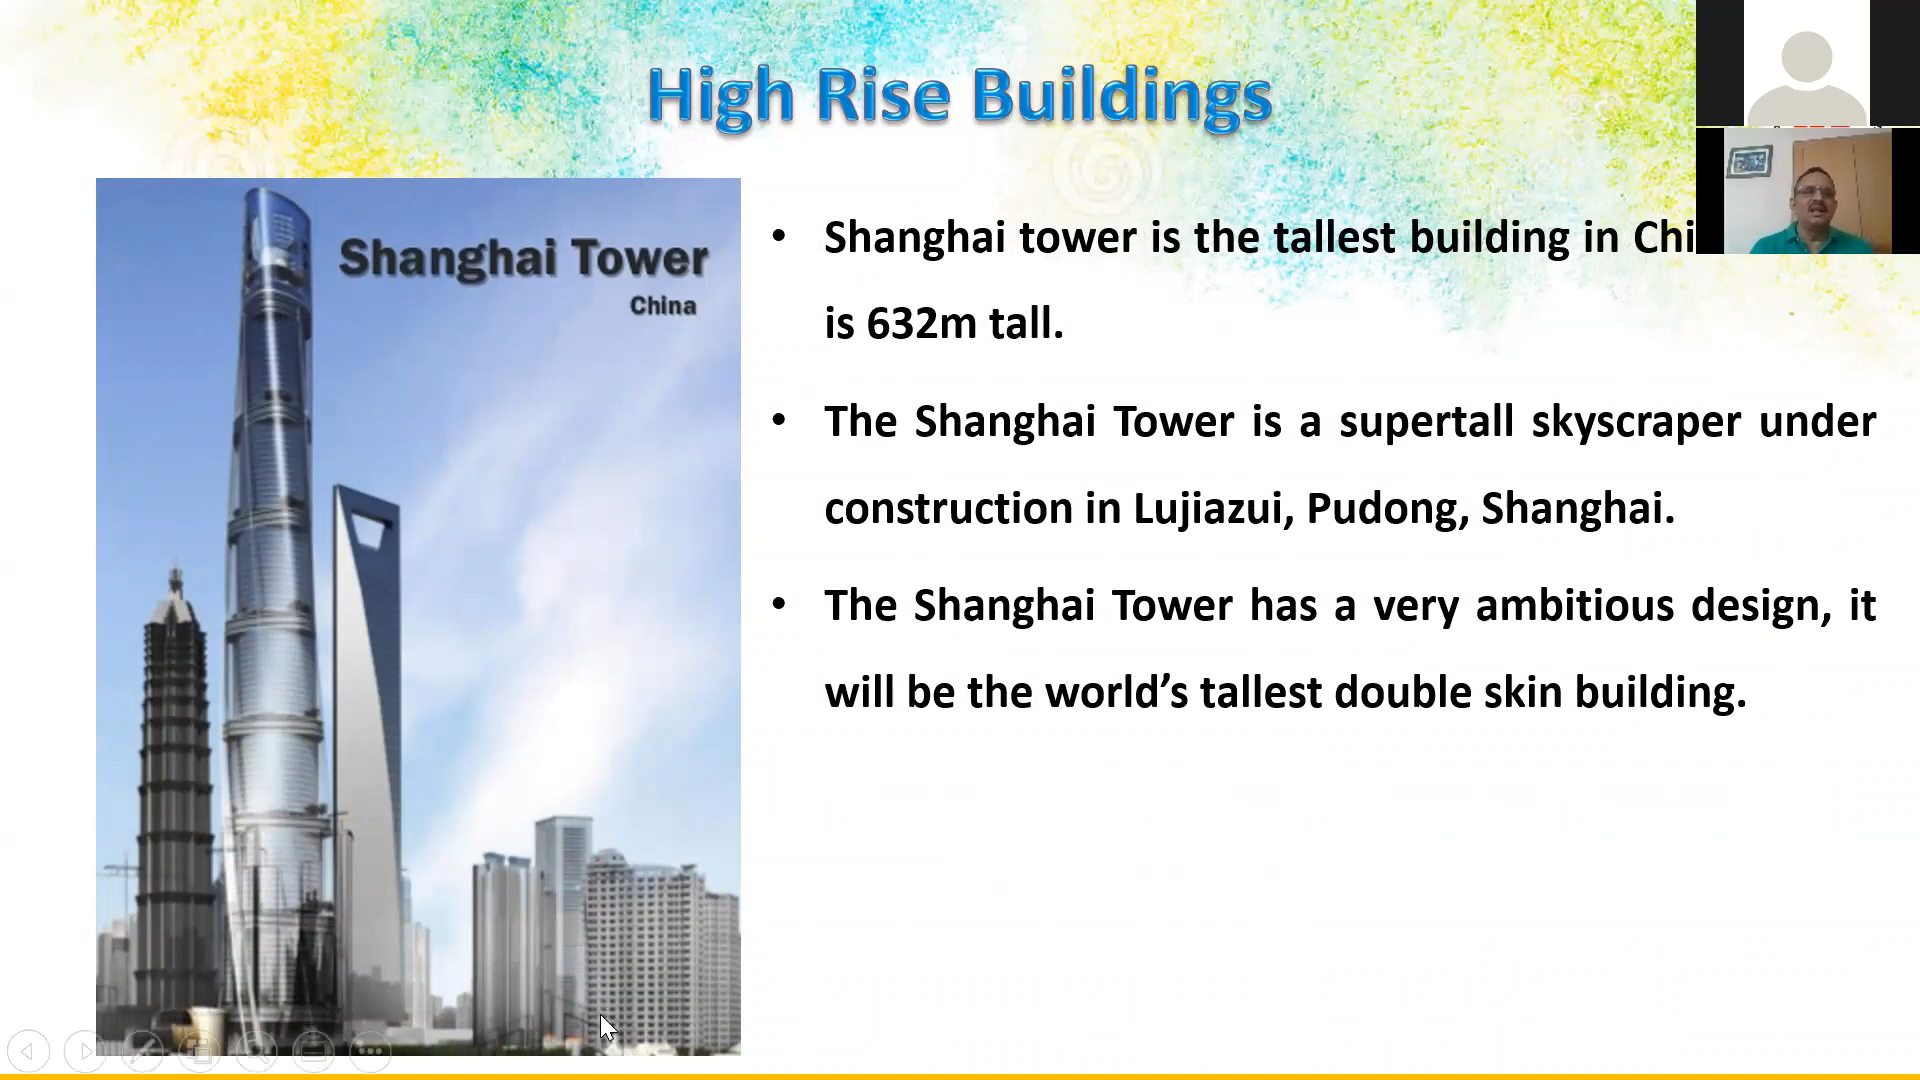 High Rise Buildings
Shanghai Tower
China
• Shanghai tower is the tallest building in
is 632m tall.
• The Shanghai Tower is a supertall skyscraper under
construction in Lujiazui, Pudong, Shanghai.
• The Shanghai Tower has a very ambitious design, it
will be the world’s tallest double skin building.